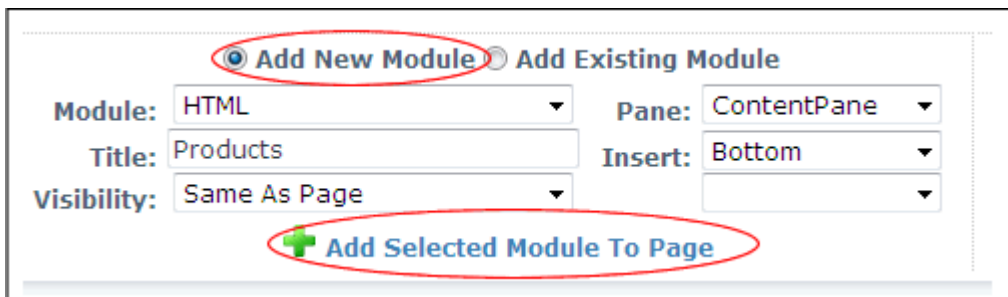 Add New Module Add Existing Module
Module: HTML Pane: ContentPane
Title: Products Insert: Bottom
Visibility: Same As Page
Add Selected Module To Page